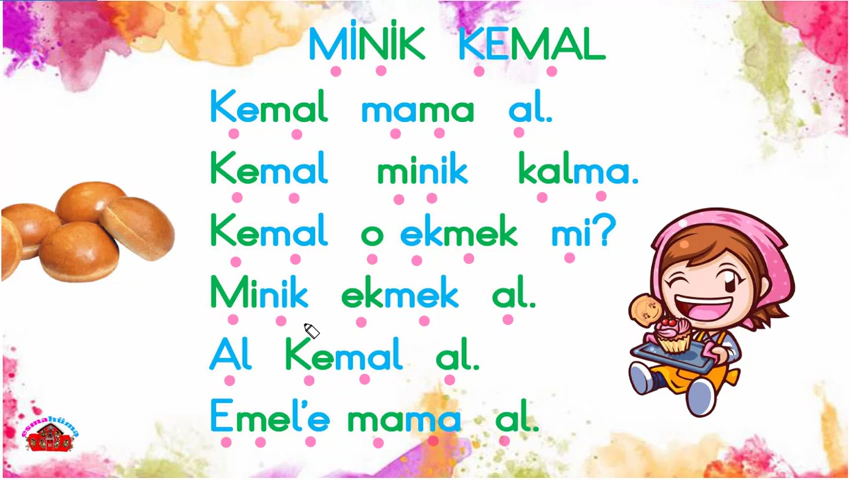 MİNİK KEMAL
Kemal mama al.
Kemal minik kalma.
Kemal o ekmek mi?
Minik ekmek al.
Al Kemal al.
Emel'e mama al.
esmahüma